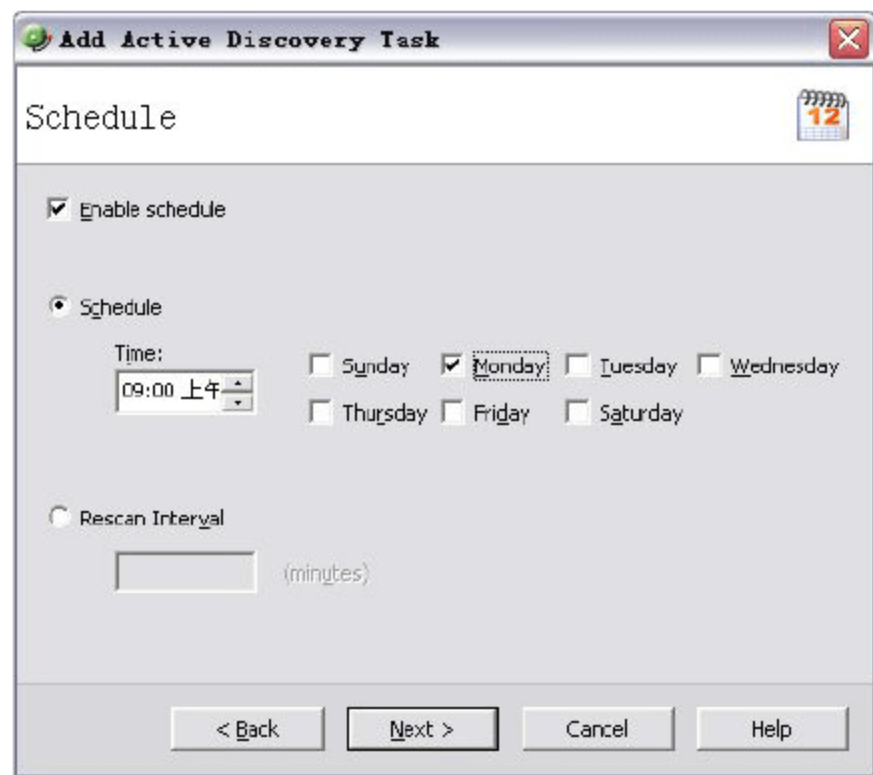 Add Active Discovery Task
Schedule
12
Enable schedule
Schedule
Time:
09:00 上午
Sunday Monday Tuesday Wednesday
Thursday Friday Saturday
Rescan Interval
(minutes)
< Back Next > Cancel Help